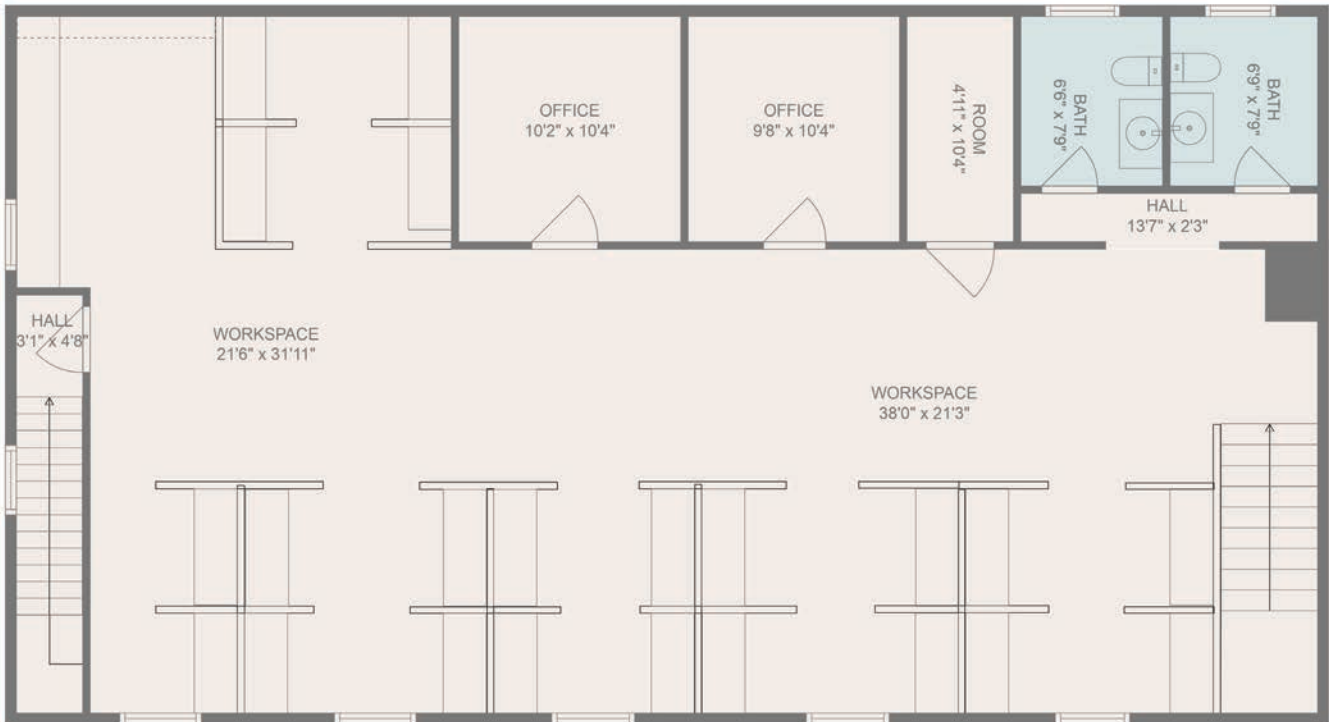 OFFICE
10'2" x 10'4"
OFFICE
9'8" x 10'4"
ROOM
4'11" x 10'4"
BATH
6'6" x 7'9"
BATH
6'9" x 7'9"
HALL
13'7" x 2'3"
HALL
3'1" x 4'8"
WORKSPACE
21'6" x 31'11"
WORKSPACE
38'0" x 21'3"